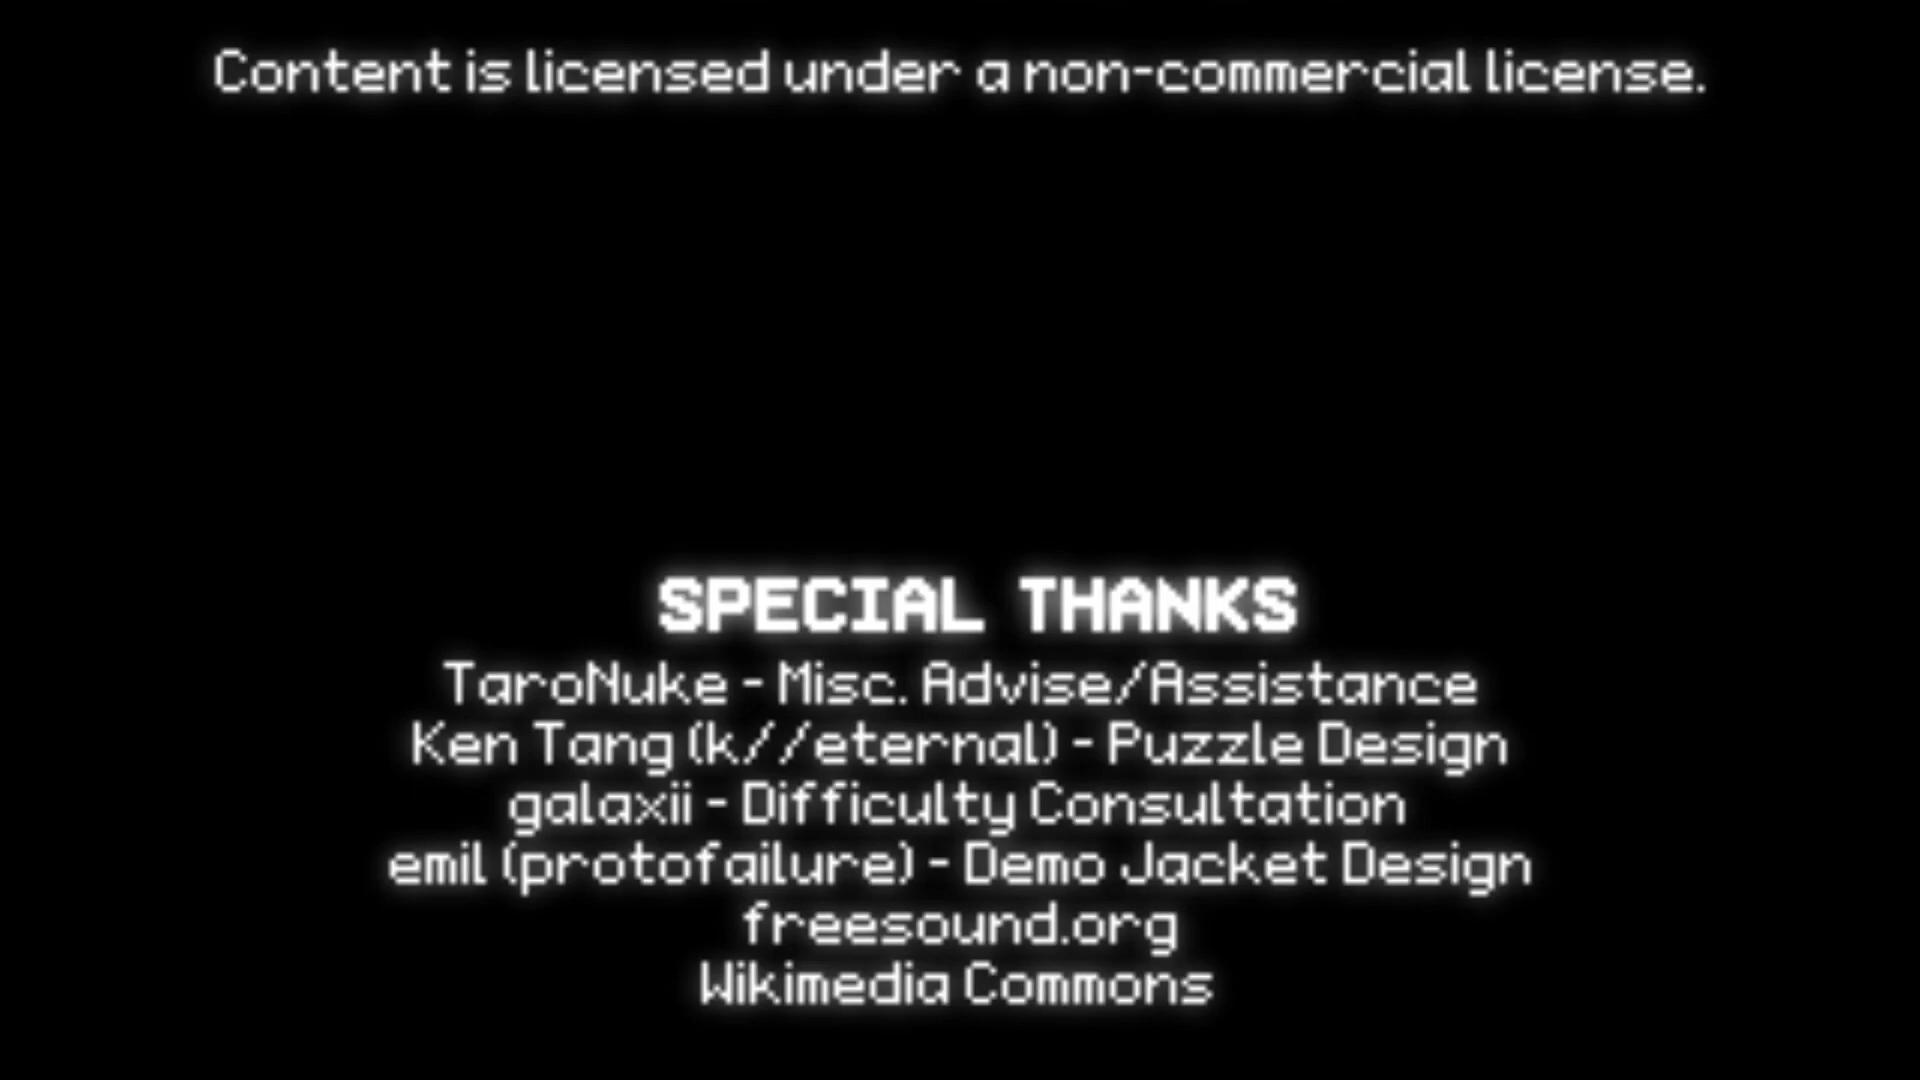 Content is licensed under a non-commercial license.
SPECIAL THANKS
TaroNuke - Misc. Advise/Assistance
Ken Tang (k//eternal) - Puzzle Design
galaxii - Difficulty Consultation
emil (protofailure) - Demo Jacket Design
freesound.org
Wikimedia Commons